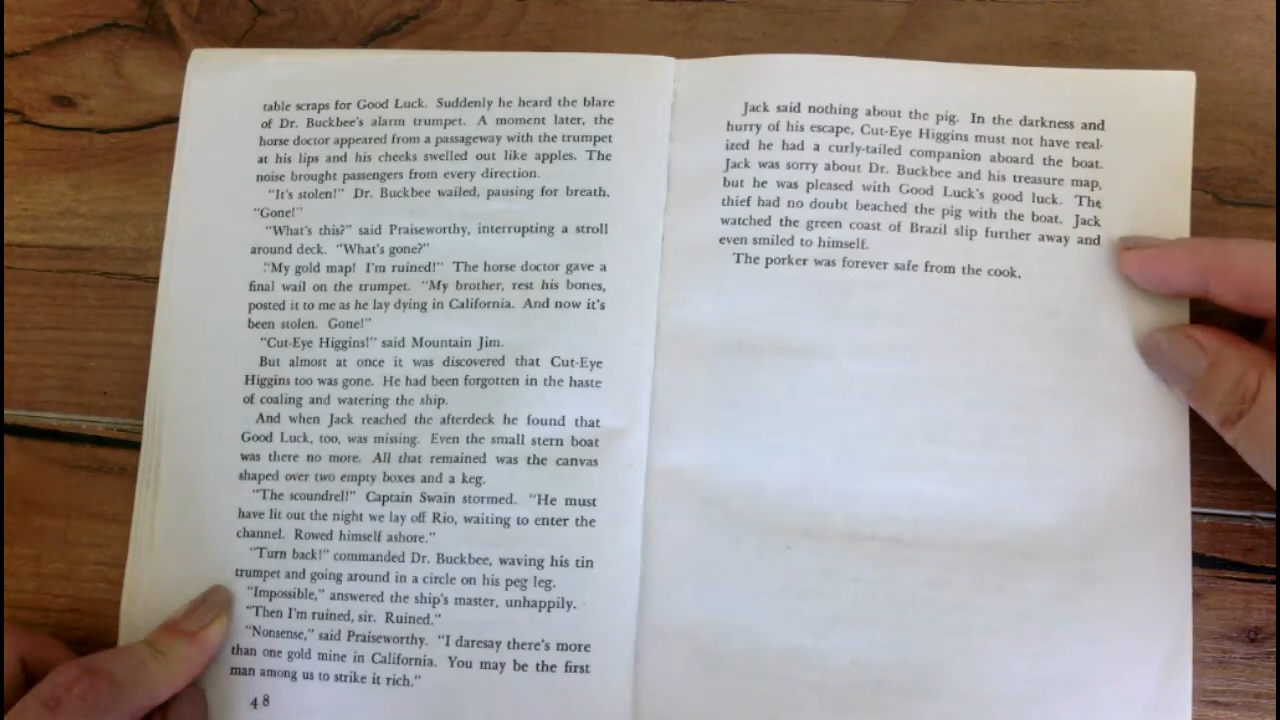 table scraps for Good Luck. Suddenly he heard the blare
of Dr. Buckbee's alarm trumpet. A moment later, the
horse doctor appeared from a passageway with the trumpet
at his lips and his cheeks swelled out like apples. The
noise brought passengers from every direction.
"It's stolen!" Dr. Buckbee wailed, pausing for breath.
"Gone!"
"What's this?" said Praiseworthy, interrupting a stroll
around deck. "What's gone?"
"My gold map! I'm ruined!" The horse doctor gave a
final wail on the trumpet. "My brother, rest his bones,
posted it to me as he lay dying in California. And now it's
been stolen. Gone!"
"Cut-Eye Higgins!" said Mountain Jim.
But almost at once it was discovered that Cut-Eye
Higgins too was gone. He had been forgotten in the haste
of coaling and watering the ship.
And when Jack reached the afterdeck he found that
Good Luck, too, was missing. Even the small stern boat
was there no more. All that remained was the canvas
shaped over two empty boxes and a keg.
"The scoundrel!" Captain Swain stormed. "He must
have lit out the night we lay off Rio, waiting to enter the
channel. Rowed himself ashore."
"Turn back!" commanded Dr. Buckbee, waving his tin
trumpet and going around in a circle on his peg leg.
"Impossible," answered the ship's master, unhappily.
"Then I'm ruined, sir. Ruined."
"Nonsense," said Praiseworthy. "I daresay there's more
than one gold mine in California. You may be the first
man among us to strike it rich."
48
Jack said nothing about the pig. In the darkness and
hurry of his escape, Cut-Eye Higgins must not have real-
ized he had a curly-tailed companion aboard the boat.
Jack was sorry about Dr. Buckbee and his treasure map,
but he was pleased with Good Luck's good luck. The
thief had no doubt beached the pig with the boat. Jack
watched the green coast of Brazil slip further away and
even smiled to himself.
The porker was forever safe from the cook.